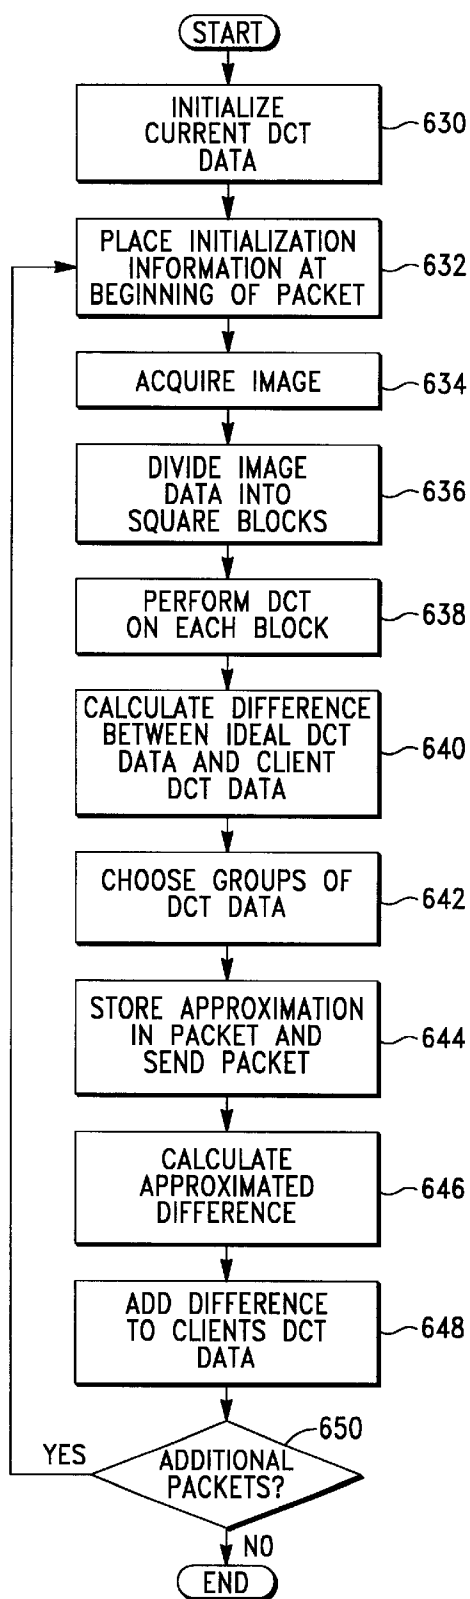 START
INITIALIZE
CURRENT DCT
DATA
630
PLACE INITIALIZATION
INFORMATION AT
BEGINNING OF PACKET
632
ACQUIRE IMAGE
634
DIVIDE IMAGE
DATA INTO
SQUARE BLOCKS
636
PERFORM DCT
ON EACH BLOCK
638
CALCULATE DIFFERENCE
BETWEEN IDEAL DCT
DATA AND CLIENT
DCT DATA
640
CHOOSE GROUPS OF
DCT DATA
642
STORE APPROXIMATION
IN PACKET AND
SEND PACKET
644
CALCULATE
APPROXIMATED
DIFFERENCE
646
ADD DIFFERENCE
TO CLIENTS DCT
DATA
648
650
YES
ADDITIONAL
PACKETS?
NO
END